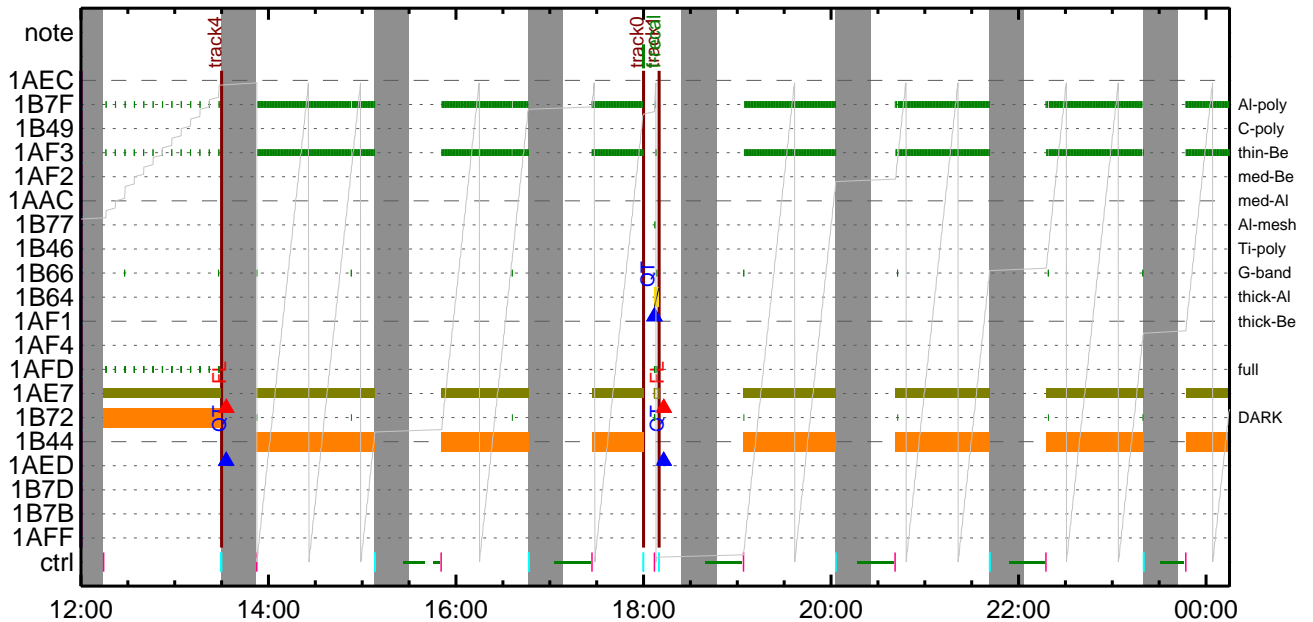 note
track4
track0
track1
1AEC
1B7F Al-poly
1B49 C-poly
1AF3 thin-Be
1AF2 med-Be
1AAC med-Al
1B77 Al-mesh
1B46 Ti-poly
1B66 QT G-band
1B64 thick-Al
1AF1 thick-Be
1AF4
1AFD full
1AE7
1B72 QT QT DARK
1B44
1AED
1B7D
1B7B
1AFF
ctrl
12:00 14:00 16:00 18:00 20:00 22:00 00:00